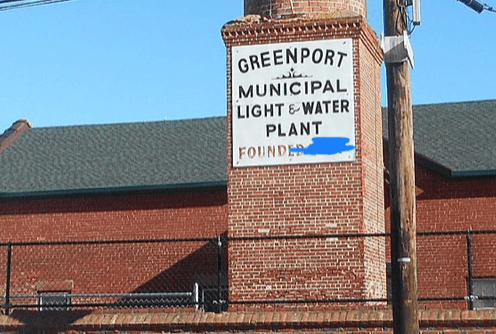 GREENPORT
MUNICIPAL
LIGHT & WATER
PLANT
FOUNDED